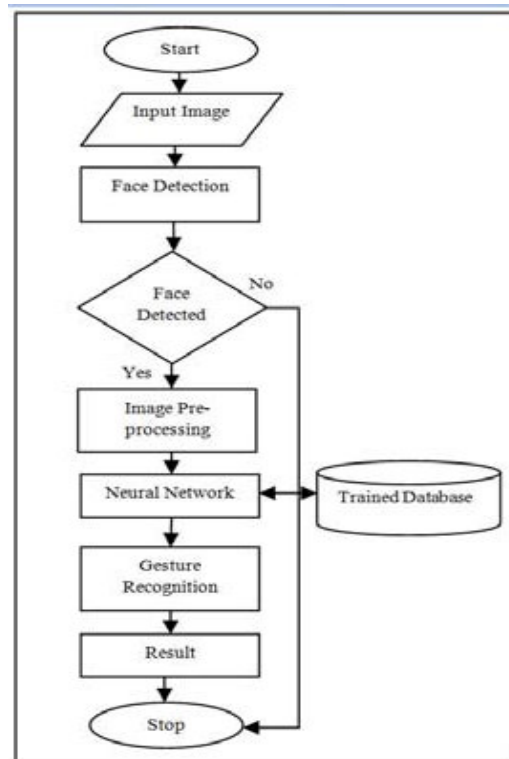 Start
Input Image
Face Detection
Face
Detected
No
Yes
Image Pre-
processing
Neural Network
Trained Database
Gesture
Recognition
Result
Stop